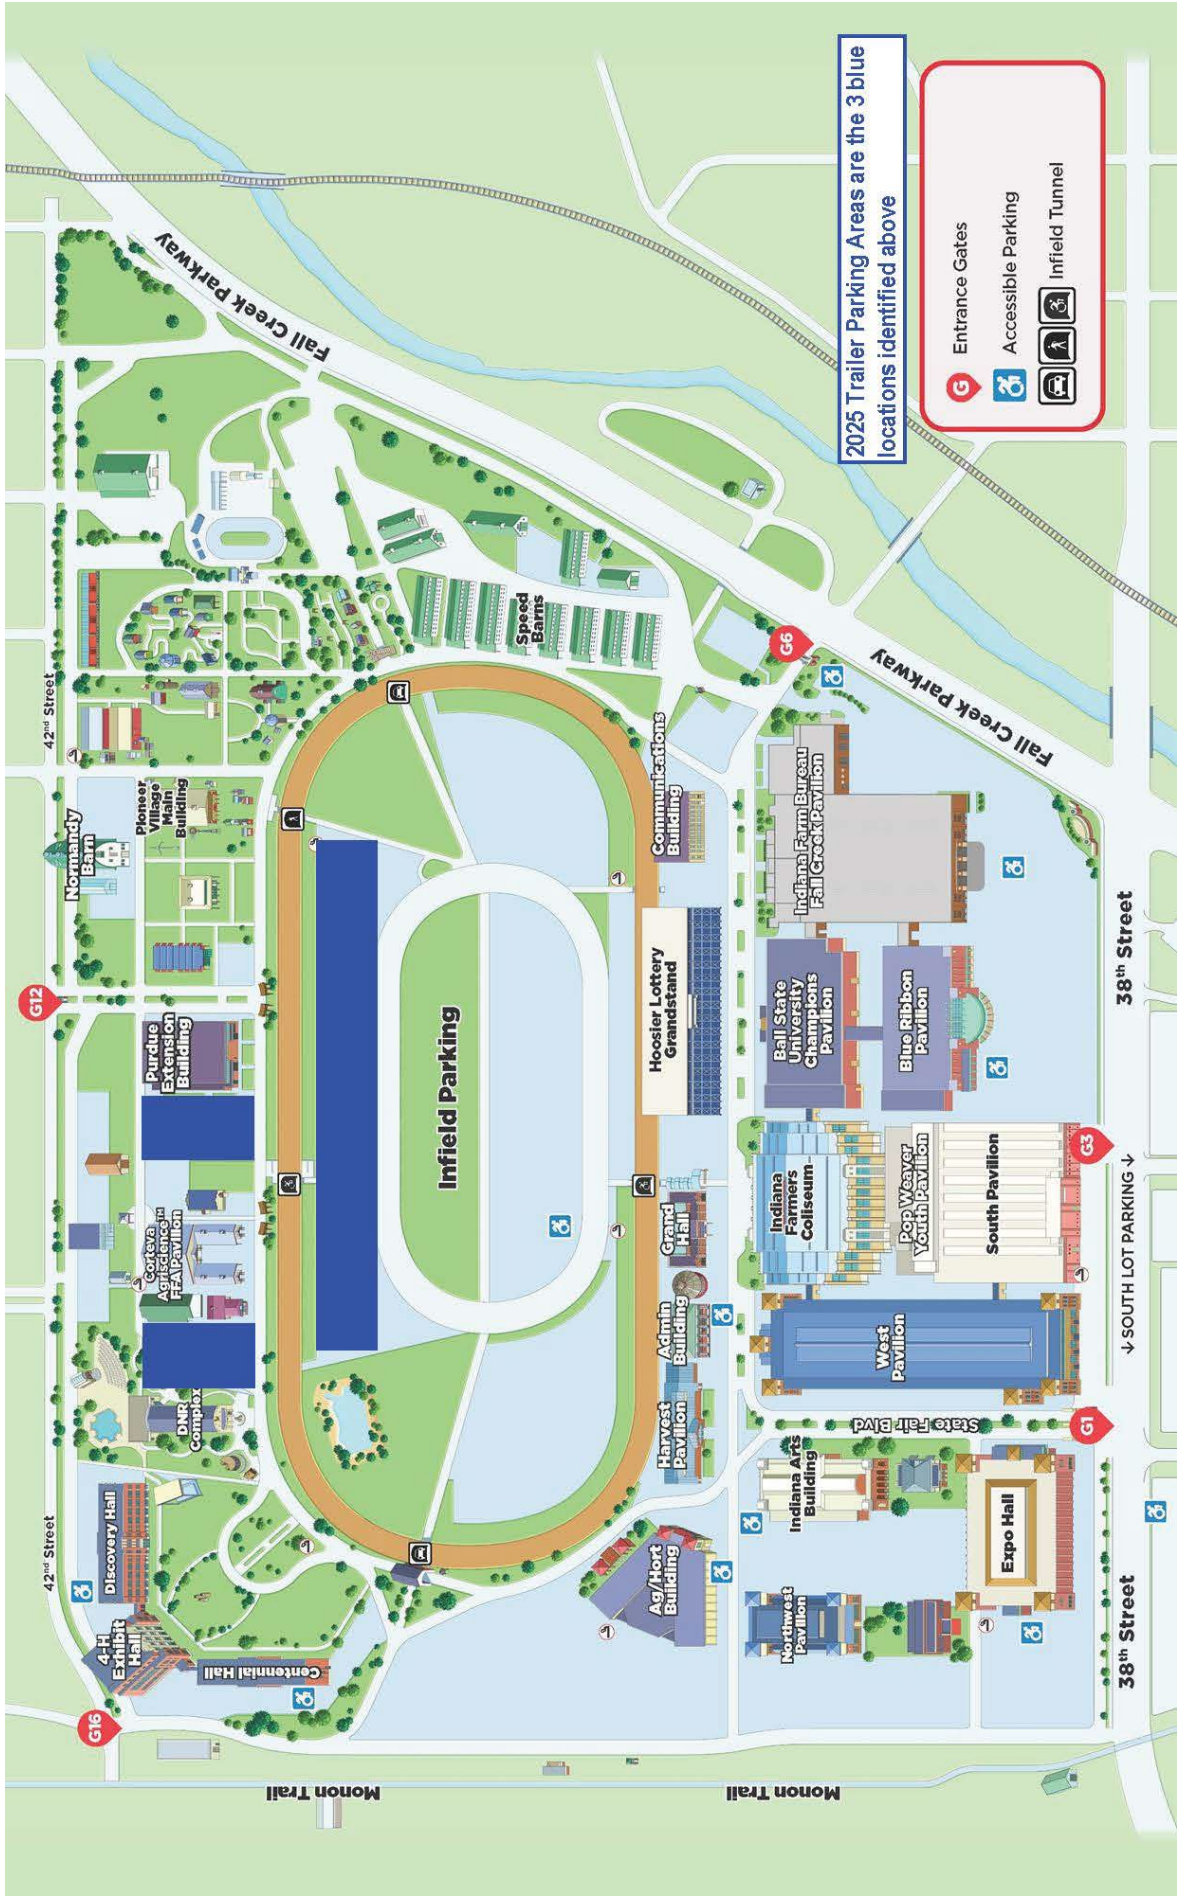 42nd Street
42nd Street
G16
G12
4-H
Exhibit
Hall
Discovery Hall
Centennial Hall
DNR
Complex
Corteva
Agriscience™
FFA Pavilion
Purdue
Extension
Building
Normandy
Barn
Pioneer
Village
Main
Building
Fall Creek Parkway
Speed
Barns
Infield Parking
Monon Trail
Monon Trail
Ag/Hort
Building
Harvest
Pavilion
Admin
Building
Grand
Hall
Hoosier Lottery
Grandstand
Communications
Building
G6
Fall Creek Parkway
Northwest
Pavilion
Indiana Arts
Building
Expo Hall
State Fair Blvd
West
Pavilion
Indiana
Farmers
Coliseum
Pop Weaver
Youth Pavilion
South Pavilion
Ball State
University
Champions
Pavilion
Blue Ribbon
Pavilion
Indiana Farm Bureau
Fall Creek Pavilion
G1
G3
38th Street
↓ SOUTH LOT PARKING ↓
38th Street
2025 Trailer Parking Areas are the 3 blue
locations identified above
G Entrance Gates
Accessible Parking
Infield Tunnel